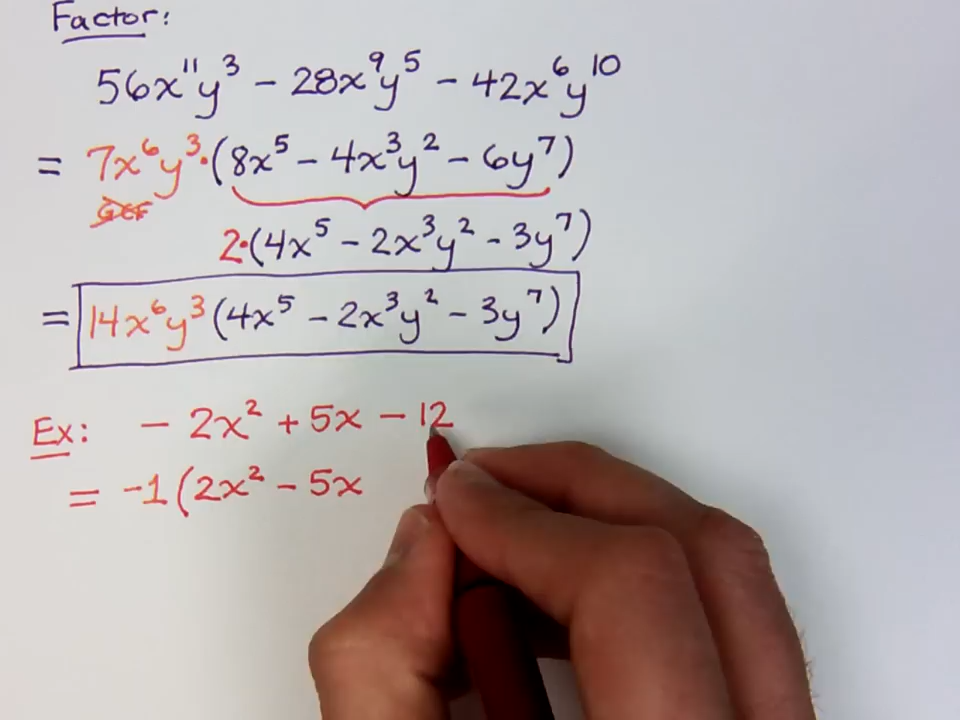 Factor:
56x¹¹y³ − 28x⁹y⁵ − 42x⁶y¹⁰
= 7x⁶y³·(8x⁵ − 4x³y² − 6y⁷)
GCF
2·(4x⁵ − 2x³y² − 3y⁷)
= 14x⁶y³(4x⁵ − 2x³y² − 3y⁷)
Ex: − 2x² + 5x − 12
= −1(2x² − 5x